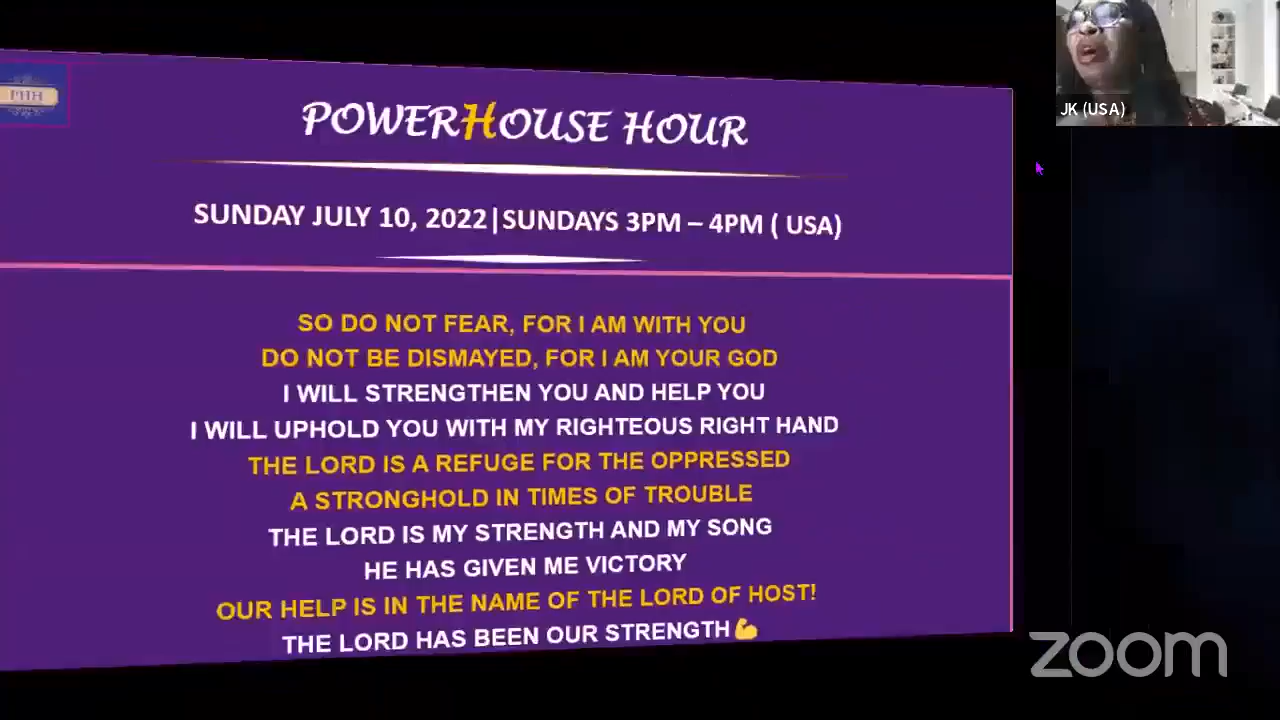 PHH
POWERHOUSE HOUR
SUNDAY JULY 10, 2022|SUNDAYS 3PM – 4PM ( USA)
SO DO NOT FEAR, FOR I AM WITH YOU
DO NOT BE DISMAYED, FOR I AM YOUR GOD
I WILL STRENGTHEN YOU AND HELP YOU
I WILL UPHOLD YOU WITH MY RIGHTEOUS RIGHT HAND
THE LORD IS A REFUGE FOR THE OPPRESSED
A STRONGHOLD IN TIMES OF TROUBLE
THE LORD IS MY STRENGTH AND MY SONG
HE HAS GIVEN ME VICTORY
OUR HELP IS IN THE NAME OF THE LORD OF HOST!
THE LORD HAS BEEN OUR STRENGTH💪
JK (USA)
zoom